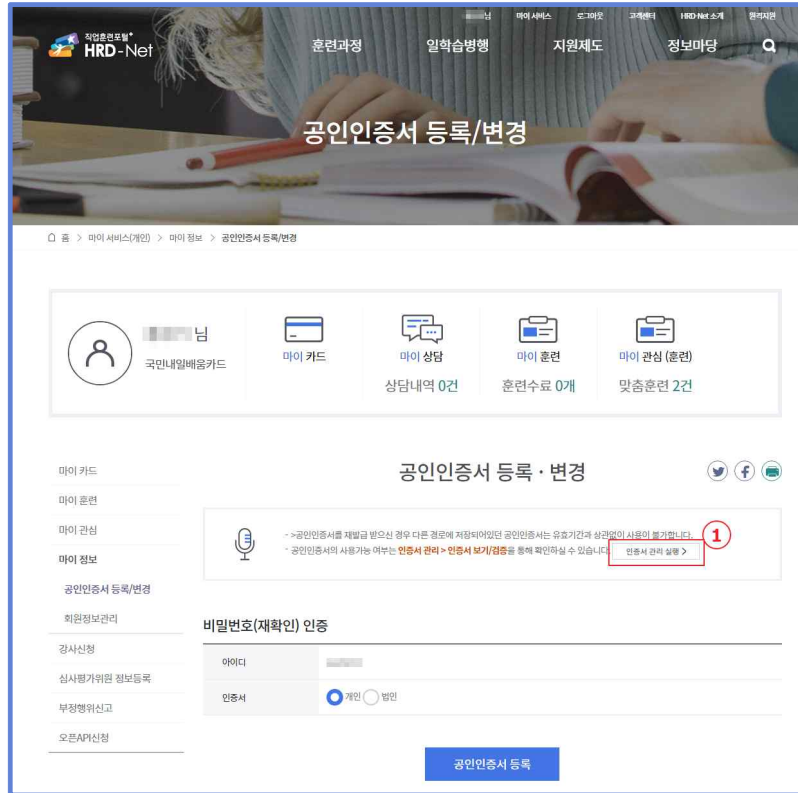 님 마이 서비스 로그아웃 고객센터 HRD-Net 소개 원격지원
직업훈련포털
HRD-Net
훈련과정 일학습병행 지원제도 정보마당
공인인증서 등록/변경
홈 > 마이 서비스(개인) > 마이 정보 > 공인인증서 등록/변경
님
국민내일배움카드
마이 카드
마이 상담
상담내역 0건
마이 훈련
훈련수료 0개
마이 관심 (훈련)
맞춤훈련 2건
마이 카드
마이 훈련
마이 관심
마이 정보
공인인증서 등록/변경
회원정보관리
강사신청
심사평가위원 정보등록
부정행위신고
오픈API신청
공인인증서 등록 · 변경
- >공인인증서를 재발급 받으신 경우 다른 경로에 저장되어있던 공인인증서는 유효기간과 상관없이 사용이 불가합니다.
- 공인인증서의 사용가능 여부는 인증서 관리 > 인증서 보기/검증을 통해 확인하실 수 있습니다.
인증서 관리 실행 >
1
비밀번호(재확인) 인증
아이디
인증서 개인 법인
공인인증서 등록